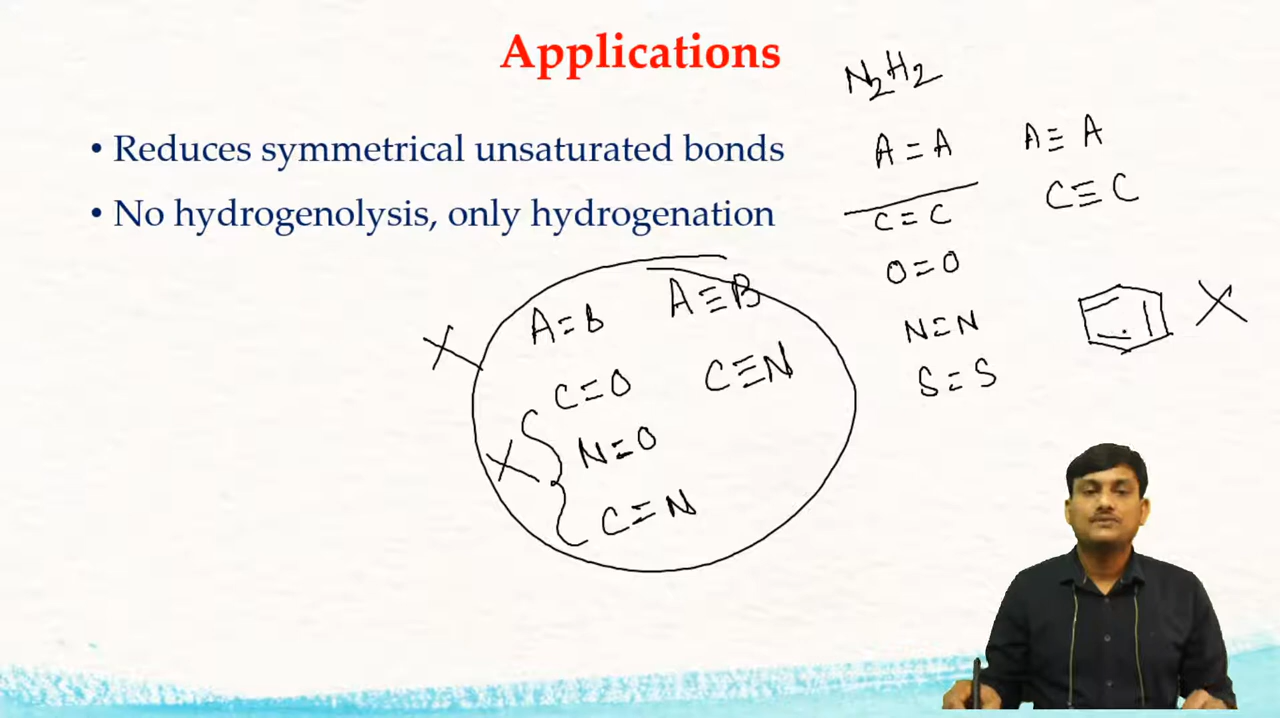 Applications
• Reduces symmetrical unsaturated bonds
• No hydrogenolysis, only hydrogenation
N₂H₂
A=A A≡A
C=C C≡C
O=O
N=N
S=S
X
X
A=B A≡B
C=O C≡N
X
N=O
C=N